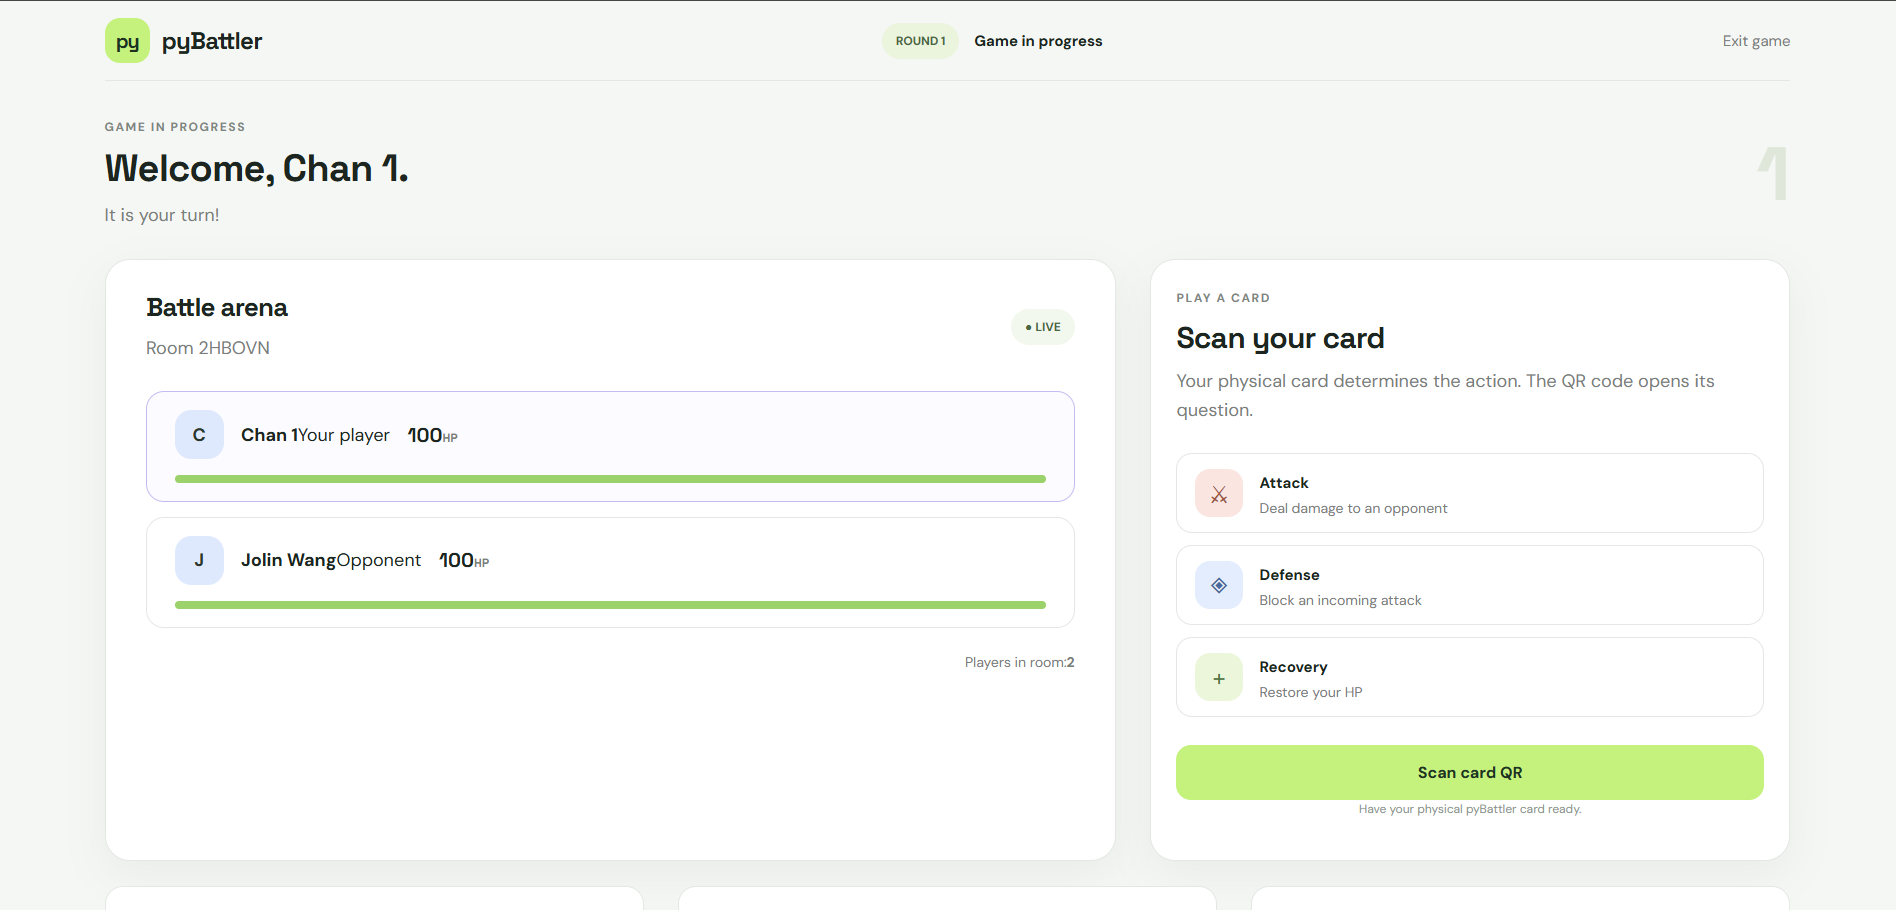 py pyBattler
ROUND 1 Game in progress
Exit game
GAME IN PROGRESS
Welcome, Chan 1.
It is your turn!
1
Battle arena
Room 2HBOVN
• LIVE
C Chan 1Your player 100HP
J Jolin WangOpponent 100HP
Players in room:2
PLAY A CARD
Scan your card
Your physical card determines the action. The QR code opens its
question.
Attack
Deal damage to an opponent
Defense
Block an incoming attack
+ Recovery
Restore your HP
Scan card QR
Have your physical pyBattler card ready.